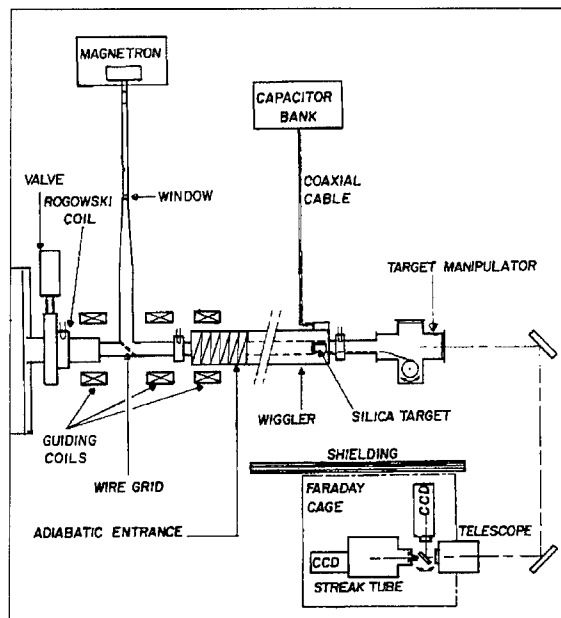 MAGNETRON
CAPACITOR
BANK
COAXIAL
CABLE
VALVE
ROGOWSKI
COIL
WINDOW
TARGET MANIPULATOR
GUIDING
COILS
WIGGLER
SILICA TARGET
WIRE GRID
SHIELDING
ADIABATIC ENTRANCE
FARADAY
CAGE
CCD
TELESCOPE
CCD
STREAK TUBE